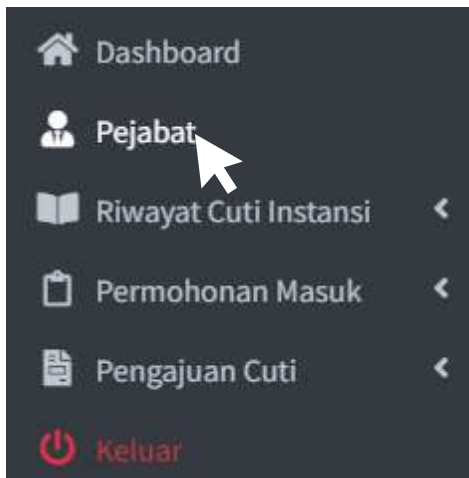 Dashboard
Pejabat
Riwayat Cuti Instansi
Permohonan Masuk
Pengajuan Cuti
Keluar